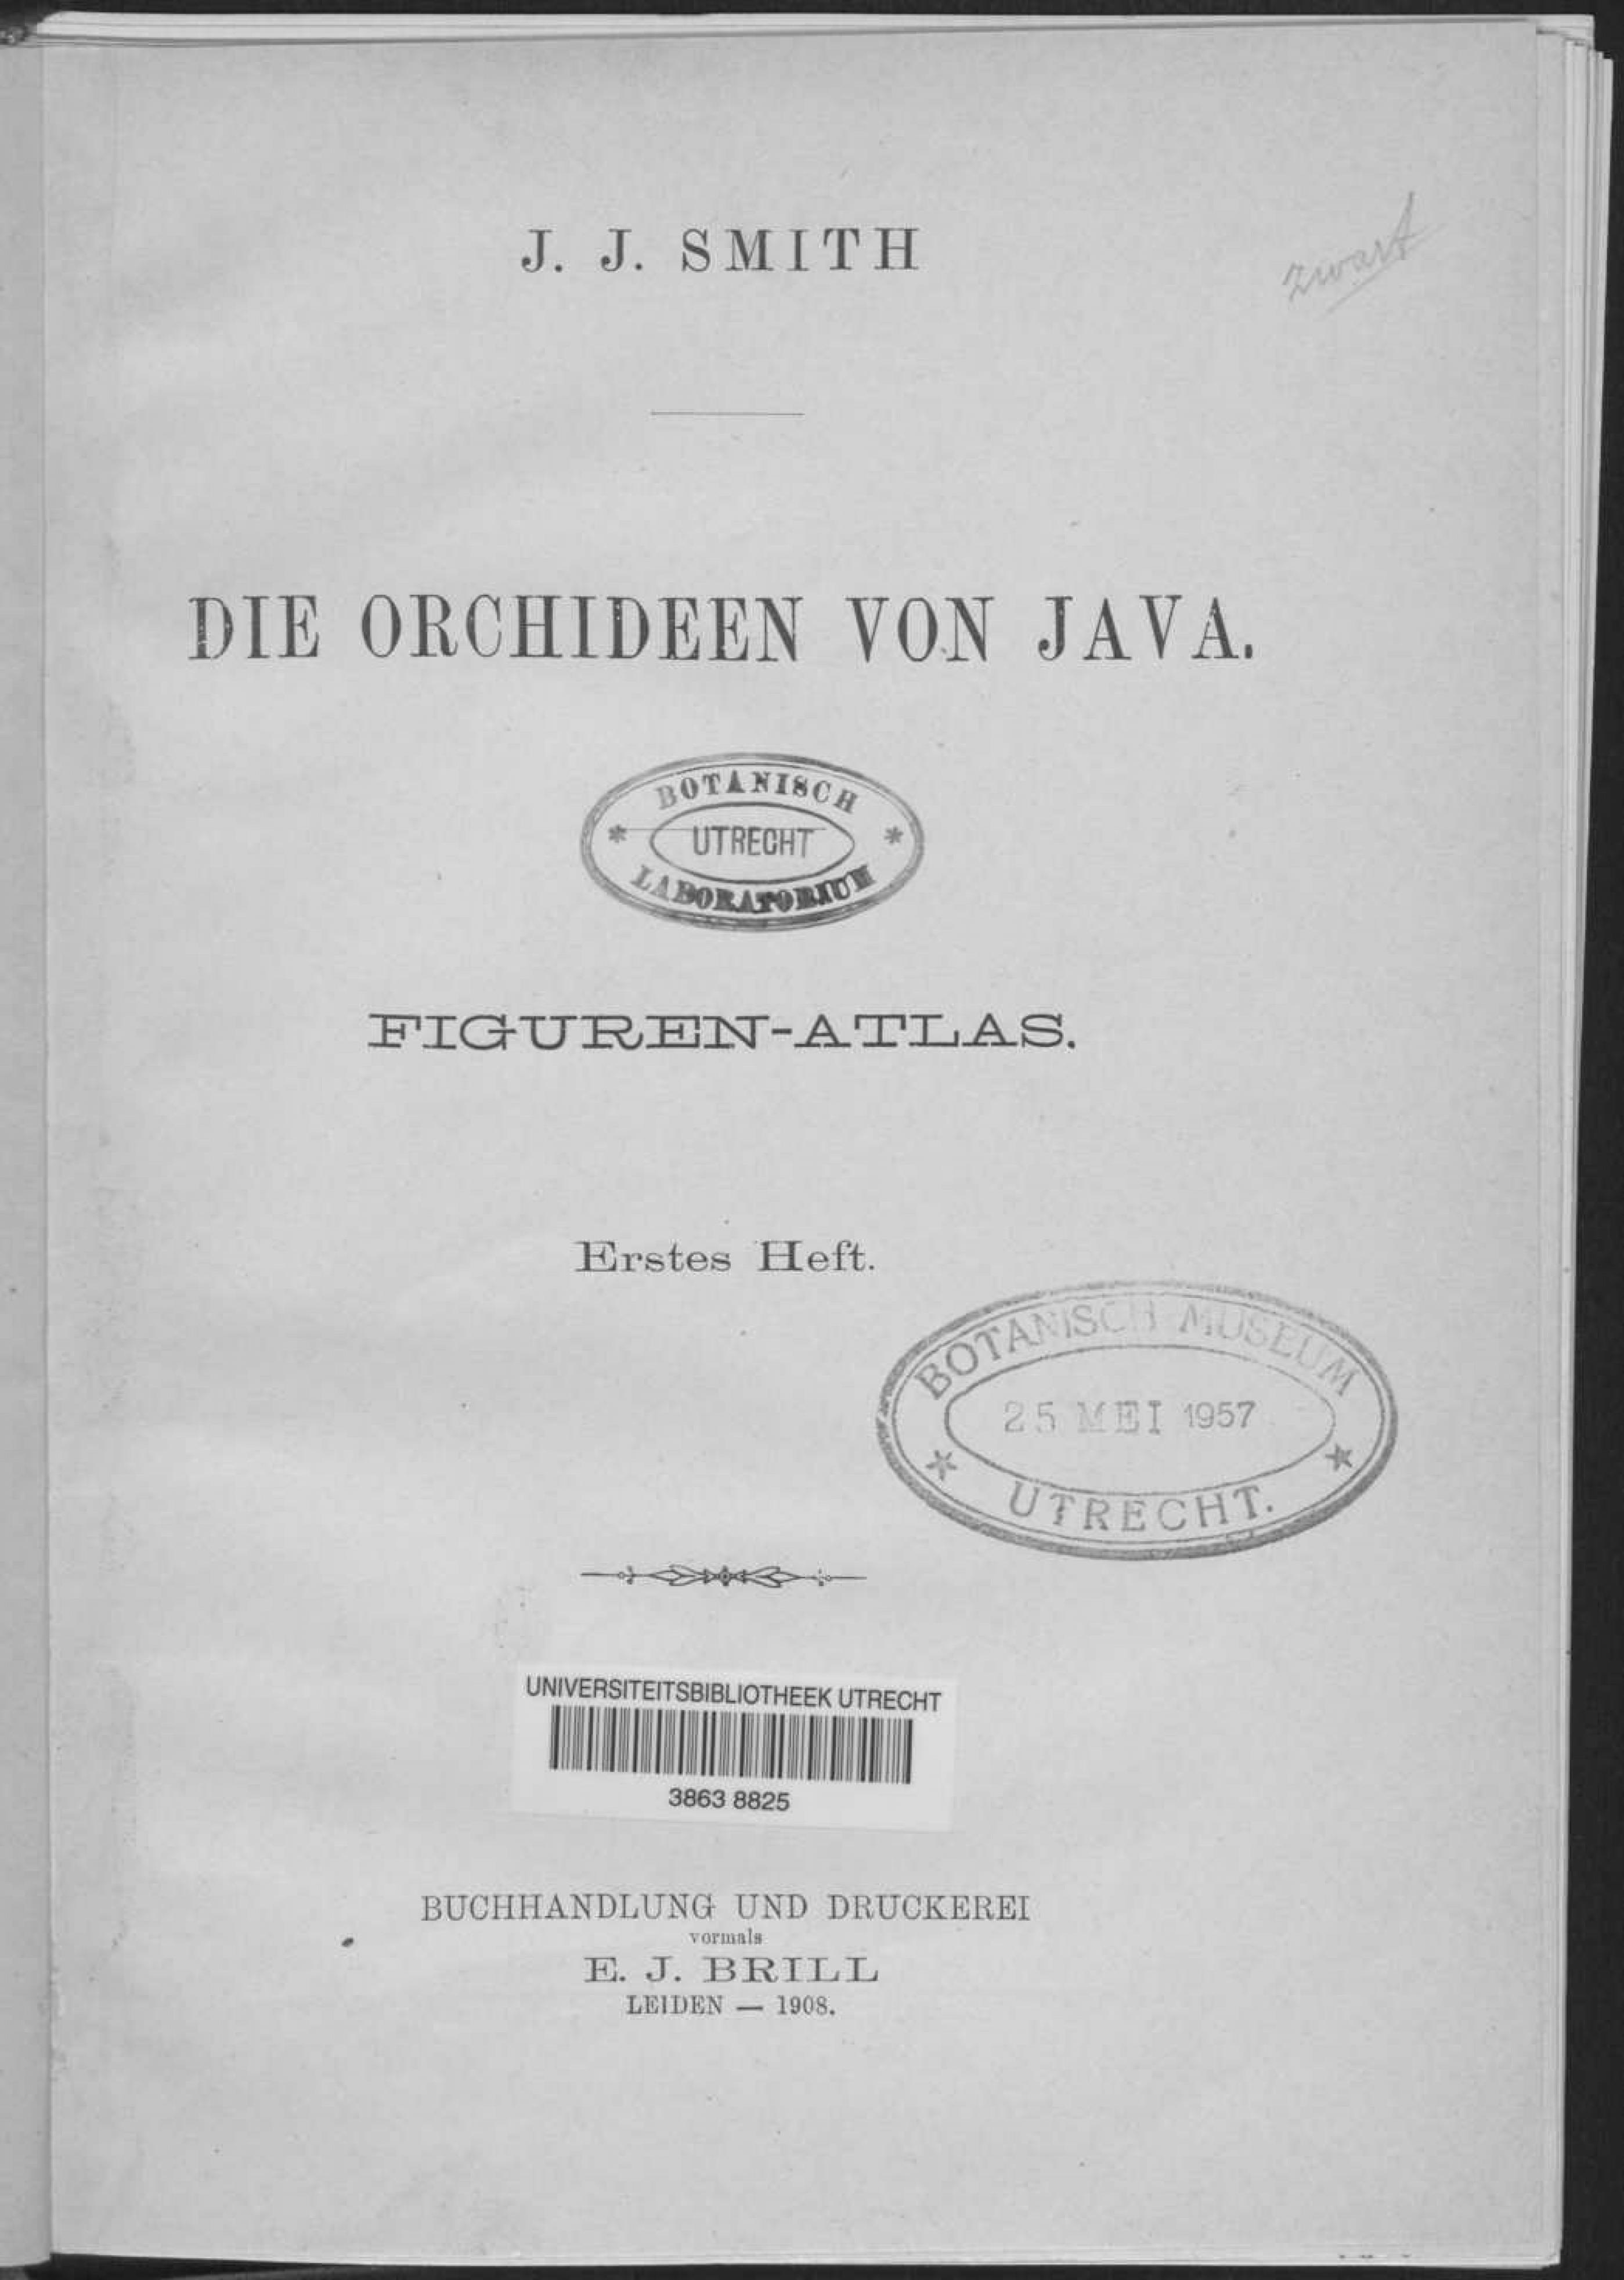 J. J. SMITH
zwart
DIE ORCHIDEEN VON JAVA.
BOTANISCH
UTRECHT
LABORATORIUM
FIGUREN-ATLAS.
Erstes Heft.
BOTANISCH MUSEUM
25 MEI 1957
UTRECHT.
UNIVERSITEITSBIBLIOTHEEK UTRECHT
3863 8825
BUCHHANDLUNG UND DRUCKEREI
vormals
E. J. BRILL
LEIDEN — 1908.